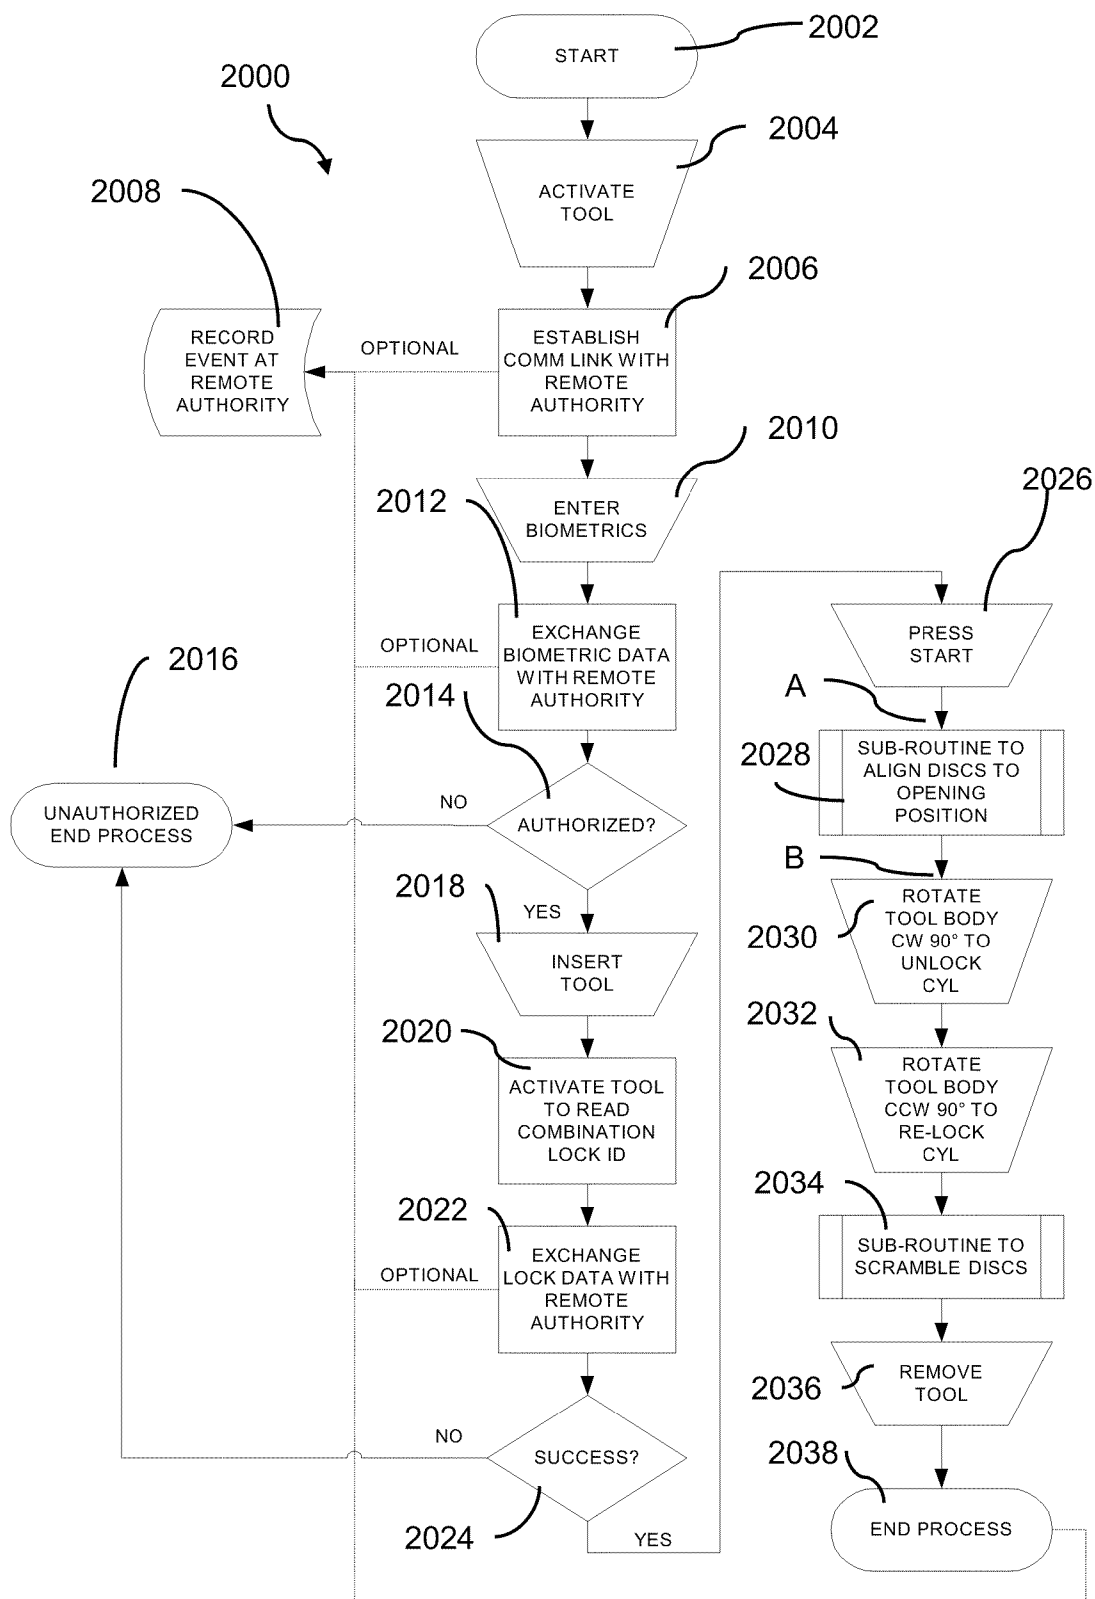 2002
START
2000
2004
ACTIVATE
TOOL
2008
2006
RECORD
EVENT AT
REMOTE
AUTHORITY
OPTIONAL
ESTABLISH
COMM LINK WITH
REMOTE
AUTHORITY
2010
2012
ENTER
BIOMETRICS
OPTIONAL
EXCHANGE
BIOMETRIC DATA
WITH REMOTE
AUTHORITY
2016
2014
UNAUTHORIZED
END PROCESS
NO
AUTHORIZED?
2018
YES
INSERT
TOOL
2020
ACTIVATE TOOL
TO READ
COMBINATION
LOCK ID
2022
OPTIONAL
EXCHANGE
LOCK DATA WITH
REMOTE
AUTHORITY
NO
SUCCESS?
2024
YES
2026
PRESS
START
A
2028
SUB-ROUTINE TO
ALIGN DISCS TO
OPENING
POSITION
B
2030
ROTATE
TOOL BODY
CW 90° TO
UNLOCK
CYL
2032
ROTATE
TOOL BODY
CCW 90° TO
RE-LOCK
CYL
2034
SUB-ROUTINE TO
SCRAMBLE DISCS
2036
REMOVE
TOOL
2038
END PROCESS